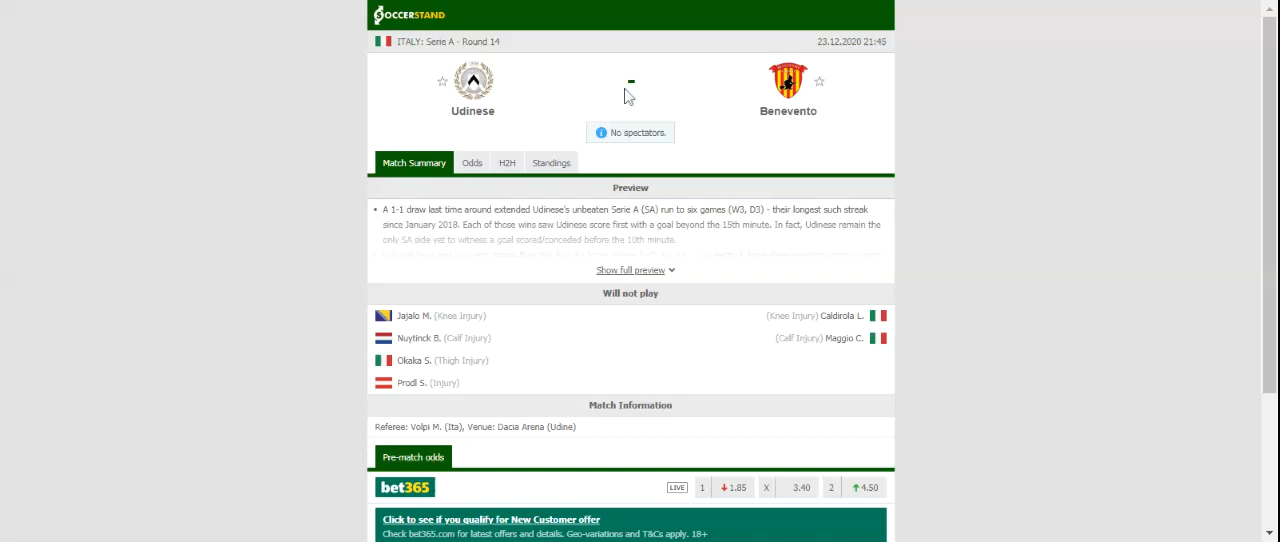 SOCCERSTAND
ITALY: Serie A - Round 14 23.12.2020 21:45
-
Udinese Benevento
No spectators.
Match Summary Odds H2H Standings
Preview
A 1-1 draw last time around extended Udinese's unbeaten Serie A (SA) run to six games (W3, D3) - their longest such streak
since January 2018. Each of those wins saw Udinese score first with a goal beyond the 15th minute. In fact, Udinese remain the
only SA side yet to witness a goal scored/conceded before the 10th minute.
Show full preview
Will not play
Jajalo M. (Knee Injury) (Knee Injury) Caldirola L.
Nuytinck B. (Calf Injury) (Calf Injury) Maggio C.
Okaka S. (Thigh Injury)
Prodl S. (Injury)
Match Information
Referee: Volpi M. (Ita), Venue: Dacia Arena (Udine)
Pre-match odds
bet365 LIVE 1 1.85 X 3.40 2 4.50
Click to see if you qualify for New Customer offer
Check bet365.com for latest offers and details. Geo-variations and T&Cs apply. 18+